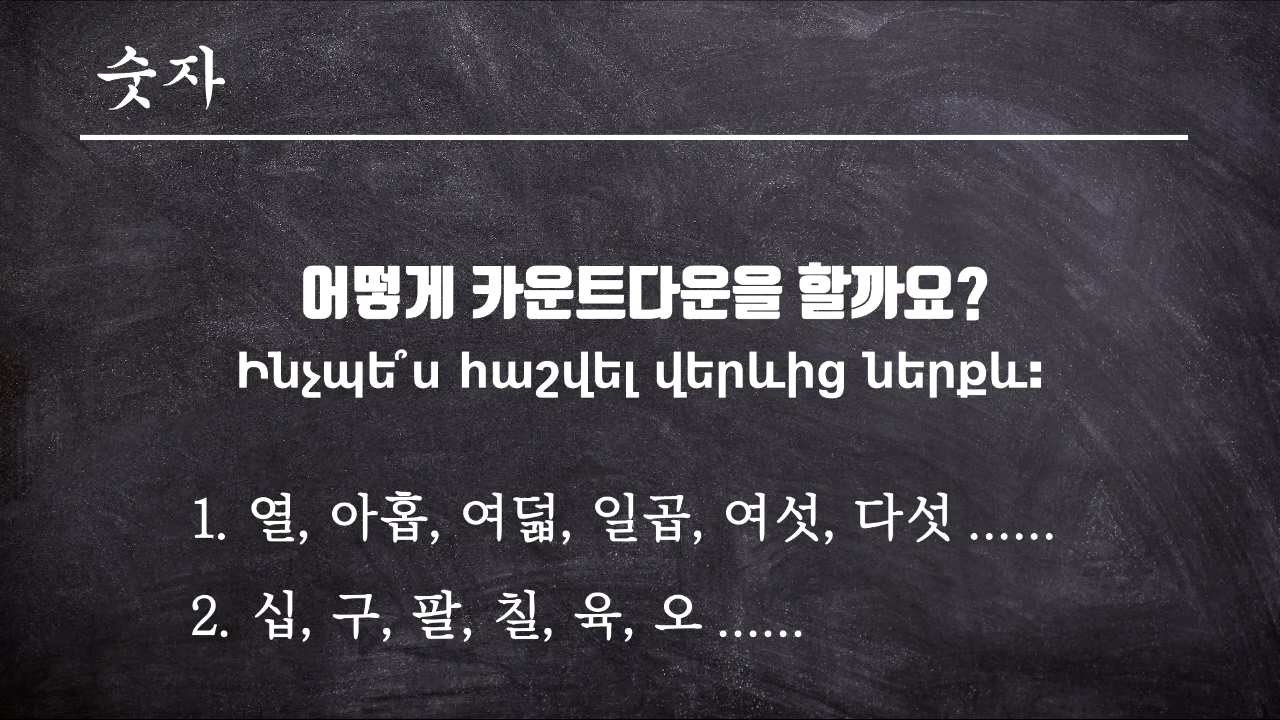 숫자
어떻게 카운트다운을 할까요?
Ինչպե՞ս հաշվել վերևից ներքև:
1. 열, 아홉, 여덟, 일곱, 여섯, 다섯 ......
2. 십, 구, 팔, 칠, 육, 오 ......